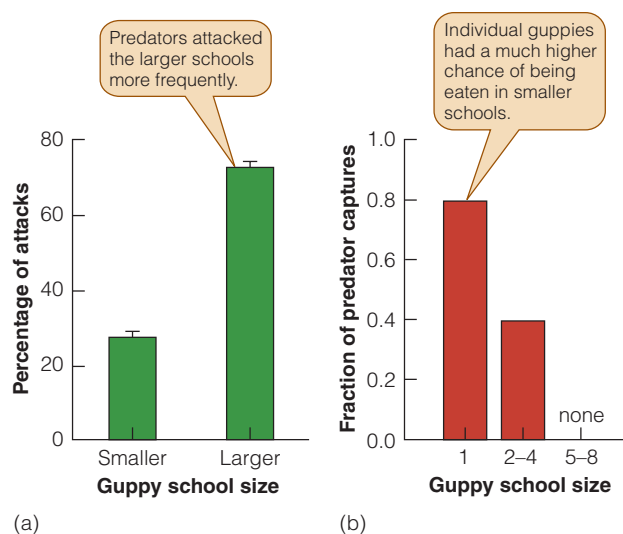 Predators attacked
the larger schools
more frequently.
80
60
40
20
0
Percentage of attacks
Smaller
Larger
Guppy school size
(a)
Individual guppies
had a much higher
chance of being
eaten in smaller
schools.
1.0
0.8
0.6
0.4
0.2
0.0
Fraction of predator captures
none
1
2–4
5–8
Guppy school size
(b)